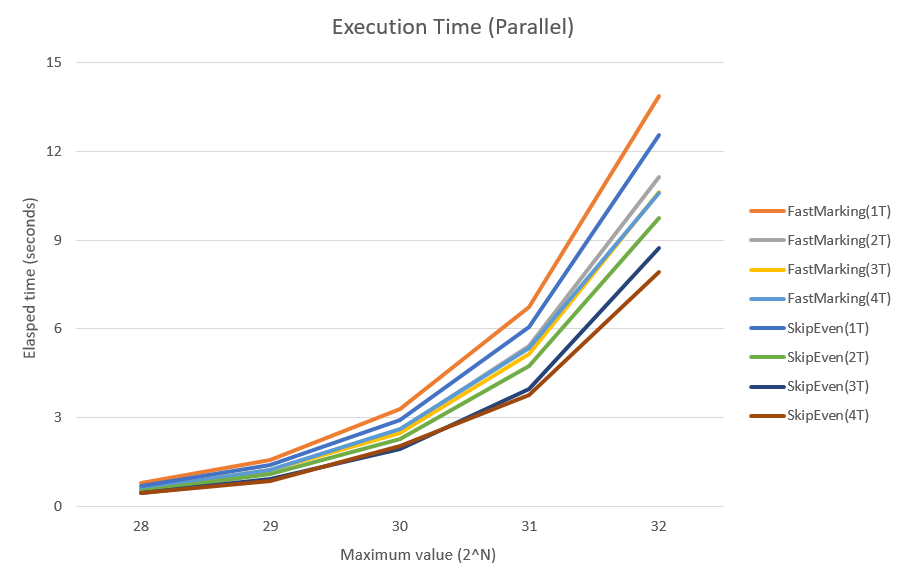 Execution Time (Parallel)
15
12
9
6
3
0
Elasped time (seconds)
28 29 30 31 32
Maximum value (2^N)
FastMarking(1T)
FastMarking(2T)
FastMarking(3T)
FastMarking(4T)
SkipEven(1T)
SkipEven(2T)
SkipEven(3T)
SkipEven(4T)